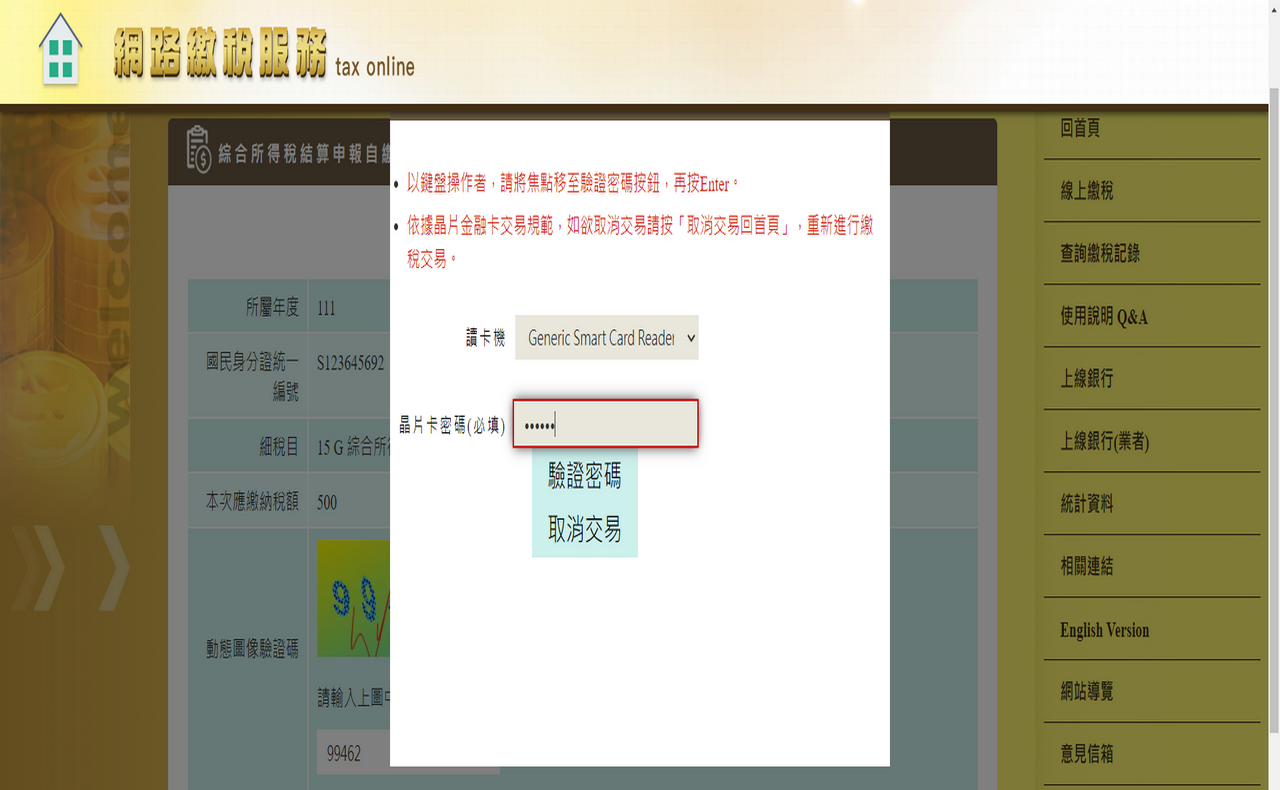 網路繳稅服務 tax online
綜合所得稅結算申報自繳
以鍵盤操作者，請將焦點移至驗證密碼按鈕，再按Enter。
依據晶片金融卡交易規範，如欲取消交易請按「取消交易回首頁」，重新進行繳
稅交易。
讀卡機 Generic Smart Card Reader
晶片卡密碼(必填) ••••••
驗證密碼
取消交易
所屬年度 111
國民身分證統一
編號 S123645692
細稅目 15 G 綜合所
本次應繳納稅額 500
動態圖像驗證碼
99
請輸入上圖
99462
回首頁
線上繳稅
查詢繳稅記錄
使用說明 Q&A
上線銀行
上線銀行(業者)
統計資料
相關連結
English Version
網站導覽
意見信箱
welcome